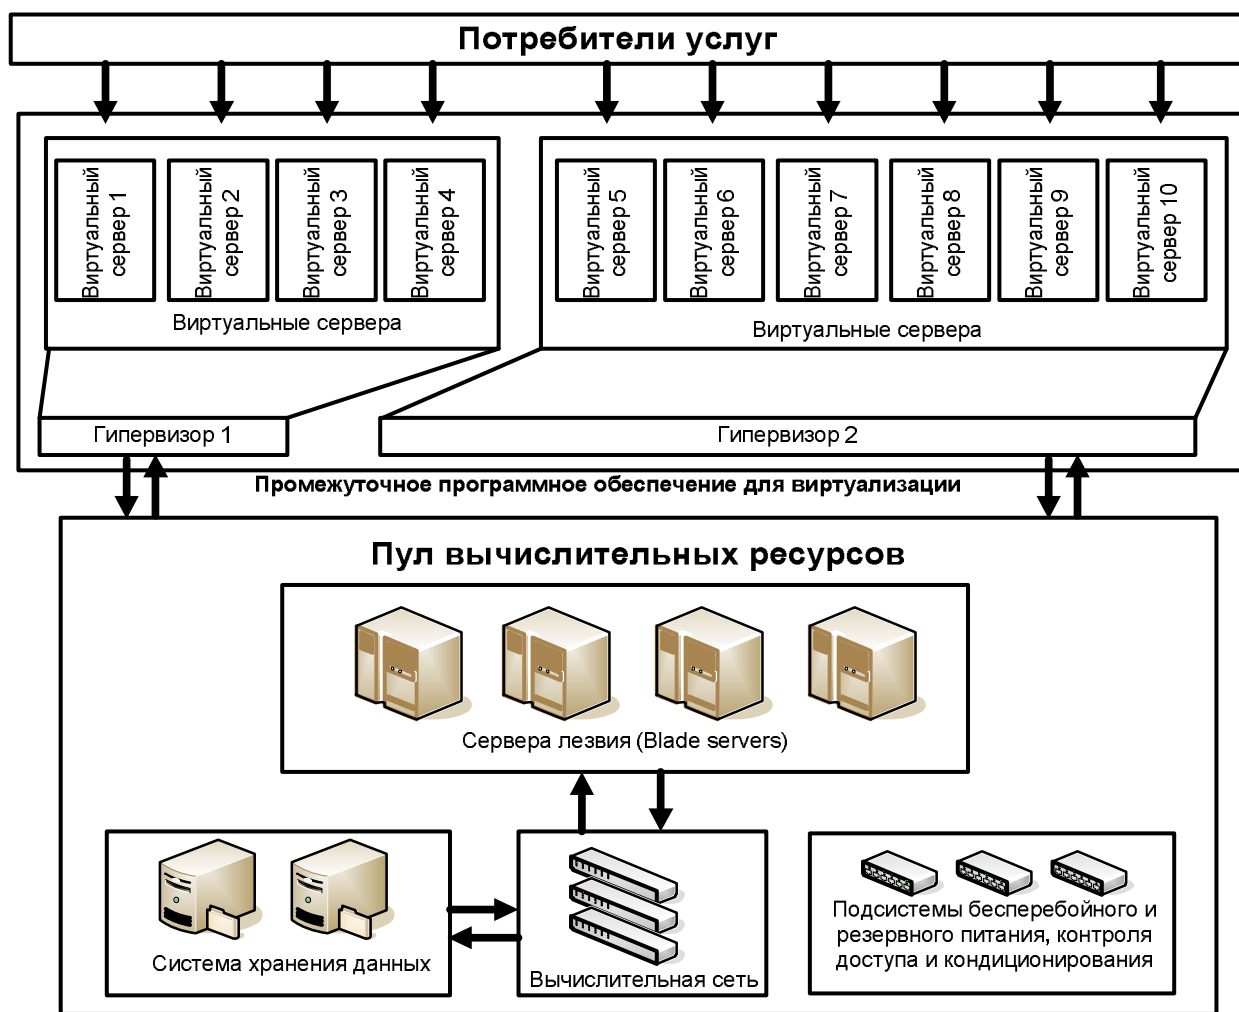 Потребители услуг
Виртуальный
сервер 1
Виртуальный
сервер 2
Виртуальный
сервер 3
Виртуальный
сервер 4
Виртуальные сервера
Виртуальный
сервер 5
Виртуальный
сервер 6
Виртуальный
сервер 7
Виртуальный
сервер 8
Виртуальный
сервер 9
Виртуальный
сервер 10
Виртуальные сервера
Гипервизор 1
Гипервизор 2
Промежуточное программное обеспечение для виртуализации
Пул вычислительных ресурсов
Сервера лезвия (Blade servers)
Система хранения данных
Вычислительная сеть
Подсистемы бесперебойного и
резервного питания, контроля
доступа и кондиционирования